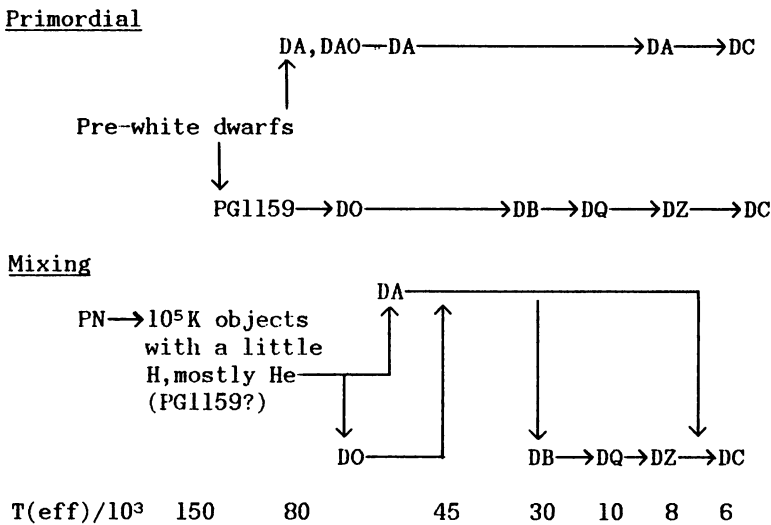 Primordial
DA,DAO—DA→DA→DC
Pre-white dwarfs
PG1159→DO→DB→DQ→DZ→DC
Mixing
DA
PN→10⁵K objects
with a little
H,mostly He
(PG1159?)
DO DB→DQ→DZ→DC
T(eff)/10³ 150 80 45 30 10 8 6